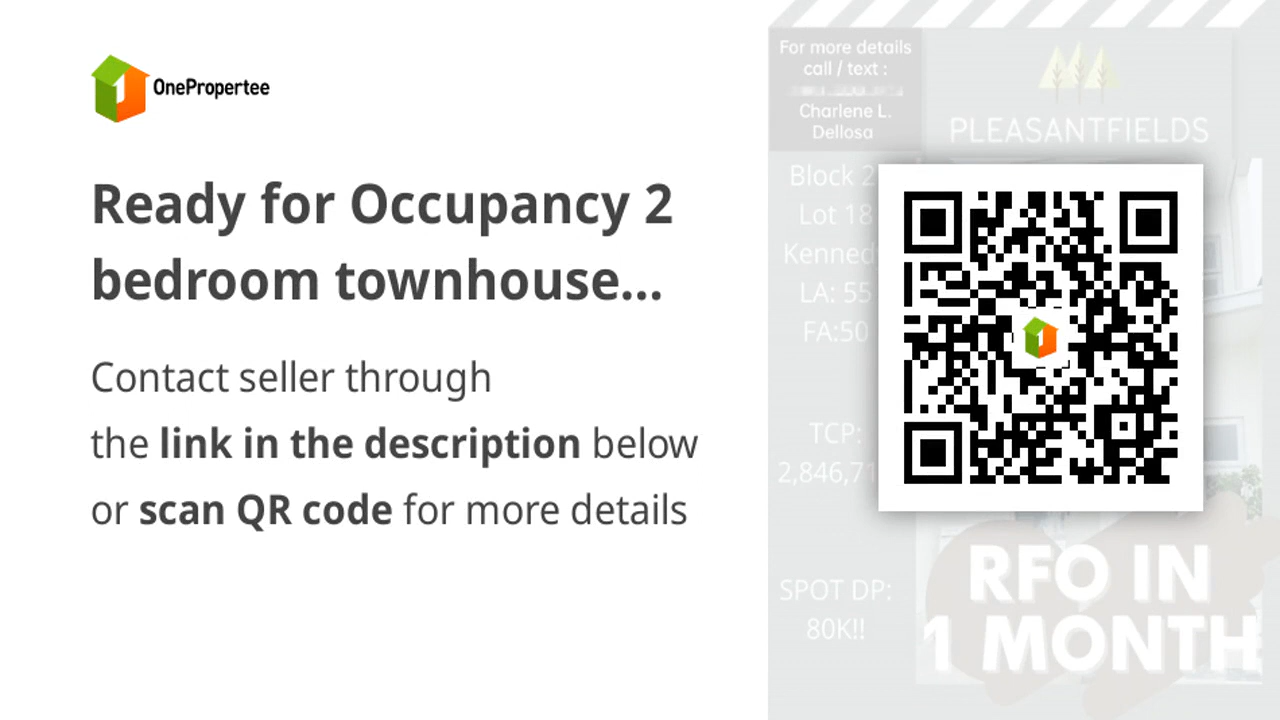 OnePropertee
Ready for Occupancy 2
bedroom townhouse...
Contact seller through
the link in the description below
or scan QR code for more details
For more details
call / text :
Charlene L.
Dellosa
PLEASANTFIELDS
Block 2
Lot 18
LA: 55
FA:50
TCP:
SPOT DP:
80K!!
RFO IN
1 MONTH